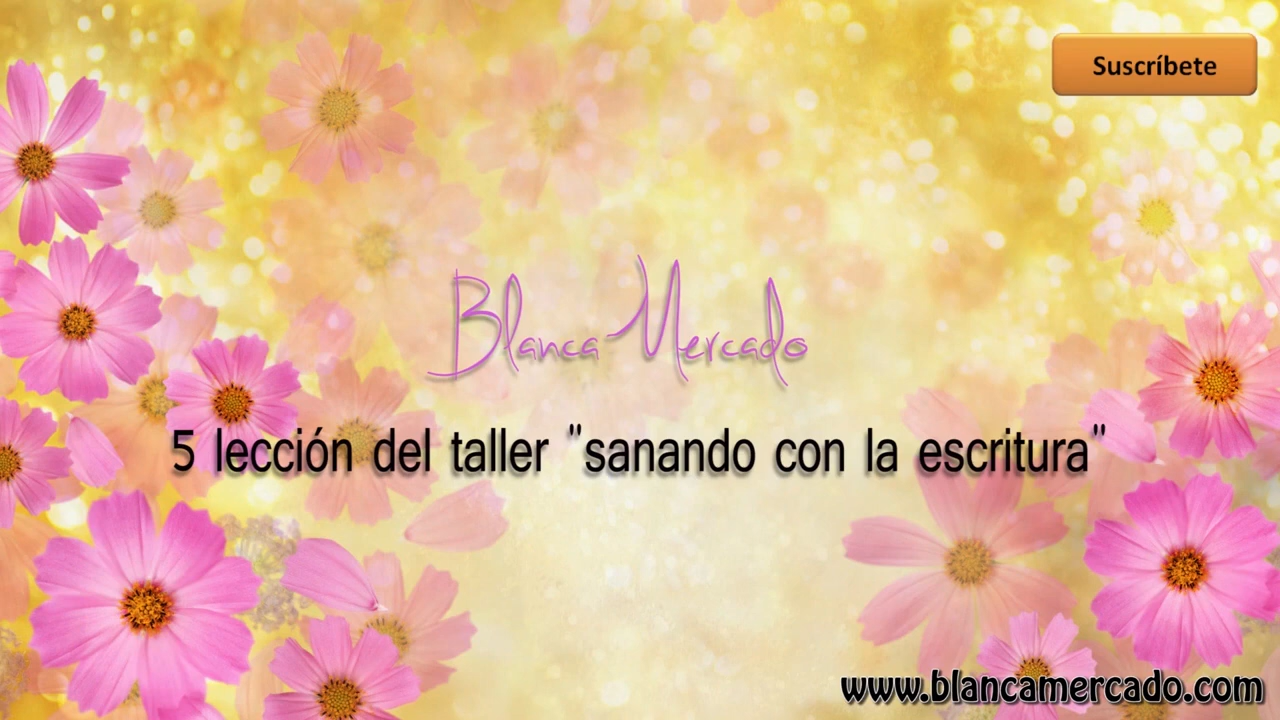 Suscríbete
Blanca Mercado
5 lección del taller "sanando con la escritura"
www.blancamercado.com